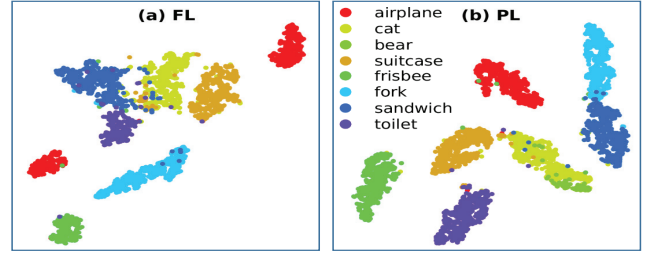 (a) FL
airplane
(b) PL
cat
bear
suitcase
frisbee
fork
sandwich
toilet